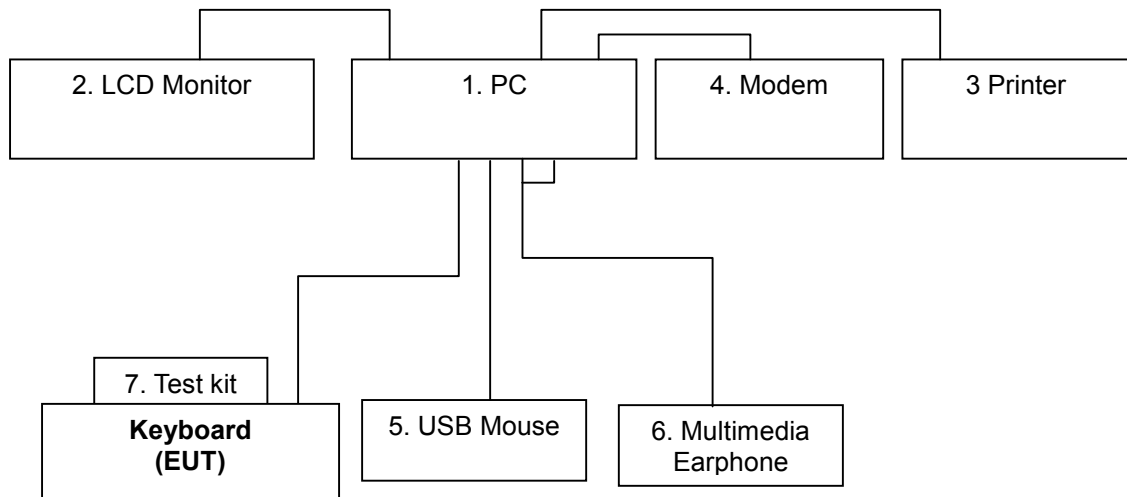 2. LCD Monitor
1. PC
4. Modem
3 Printer
7. Test kit
Keyboard
(EUT)
5. USB Mouse
6. Multimedia
Earphone